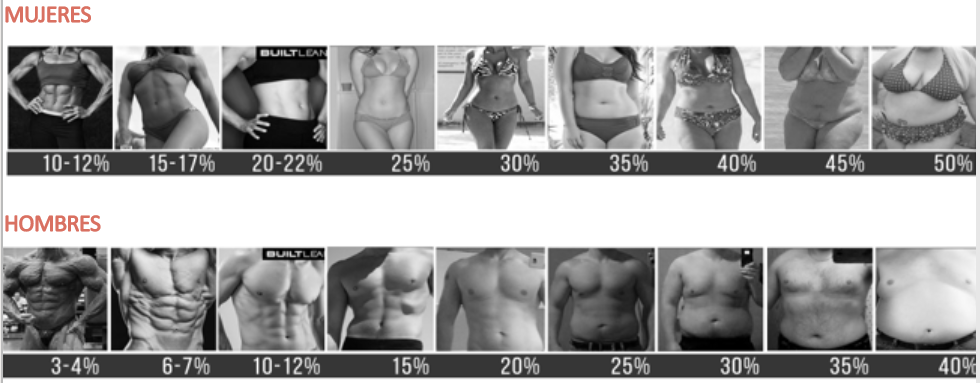 MUJERES
BUILTLEAN
10-12% 15-17% 20-22% 25% 30% 35% 40% 45% 50%
HOMBRES
BUILTLEAN
3-4% 6-7% 10-12% 15% 20% 25% 30% 35% 40%